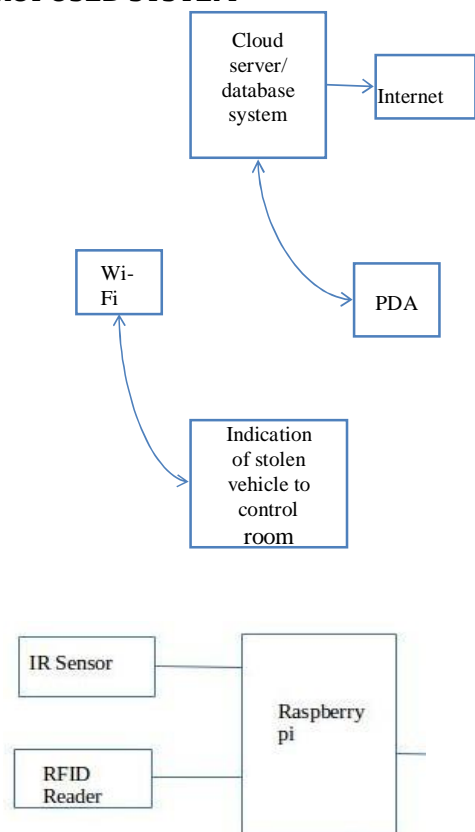 Cloud
server/
database
system
Internet
Wi-
Fi
PDA
Indication
of stolen
vehicle to
control
room
IR Sensor
Raspberry
pi
RFID
Reader